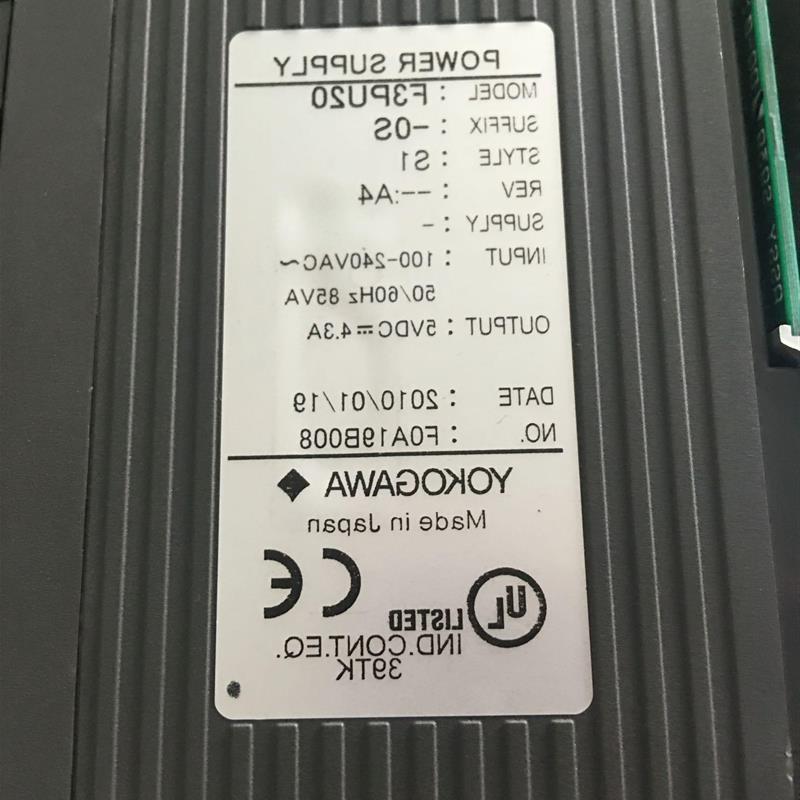 POWER SUPPLY
MODEL : F3PU20
SUFFIX : -0S
STYLE : S1
REV : --:A4
SUPPLY : -
INPUT : 100-240VAC~
50/60Hz 85VA
OUTPUT : 5VDC⎓4.3A
DATE : 2010/01/19
NO. : F0A19B008
YOKOGAWA
Made in Japan
UL LISTED CE
IND.CONT.EQ.
39TK